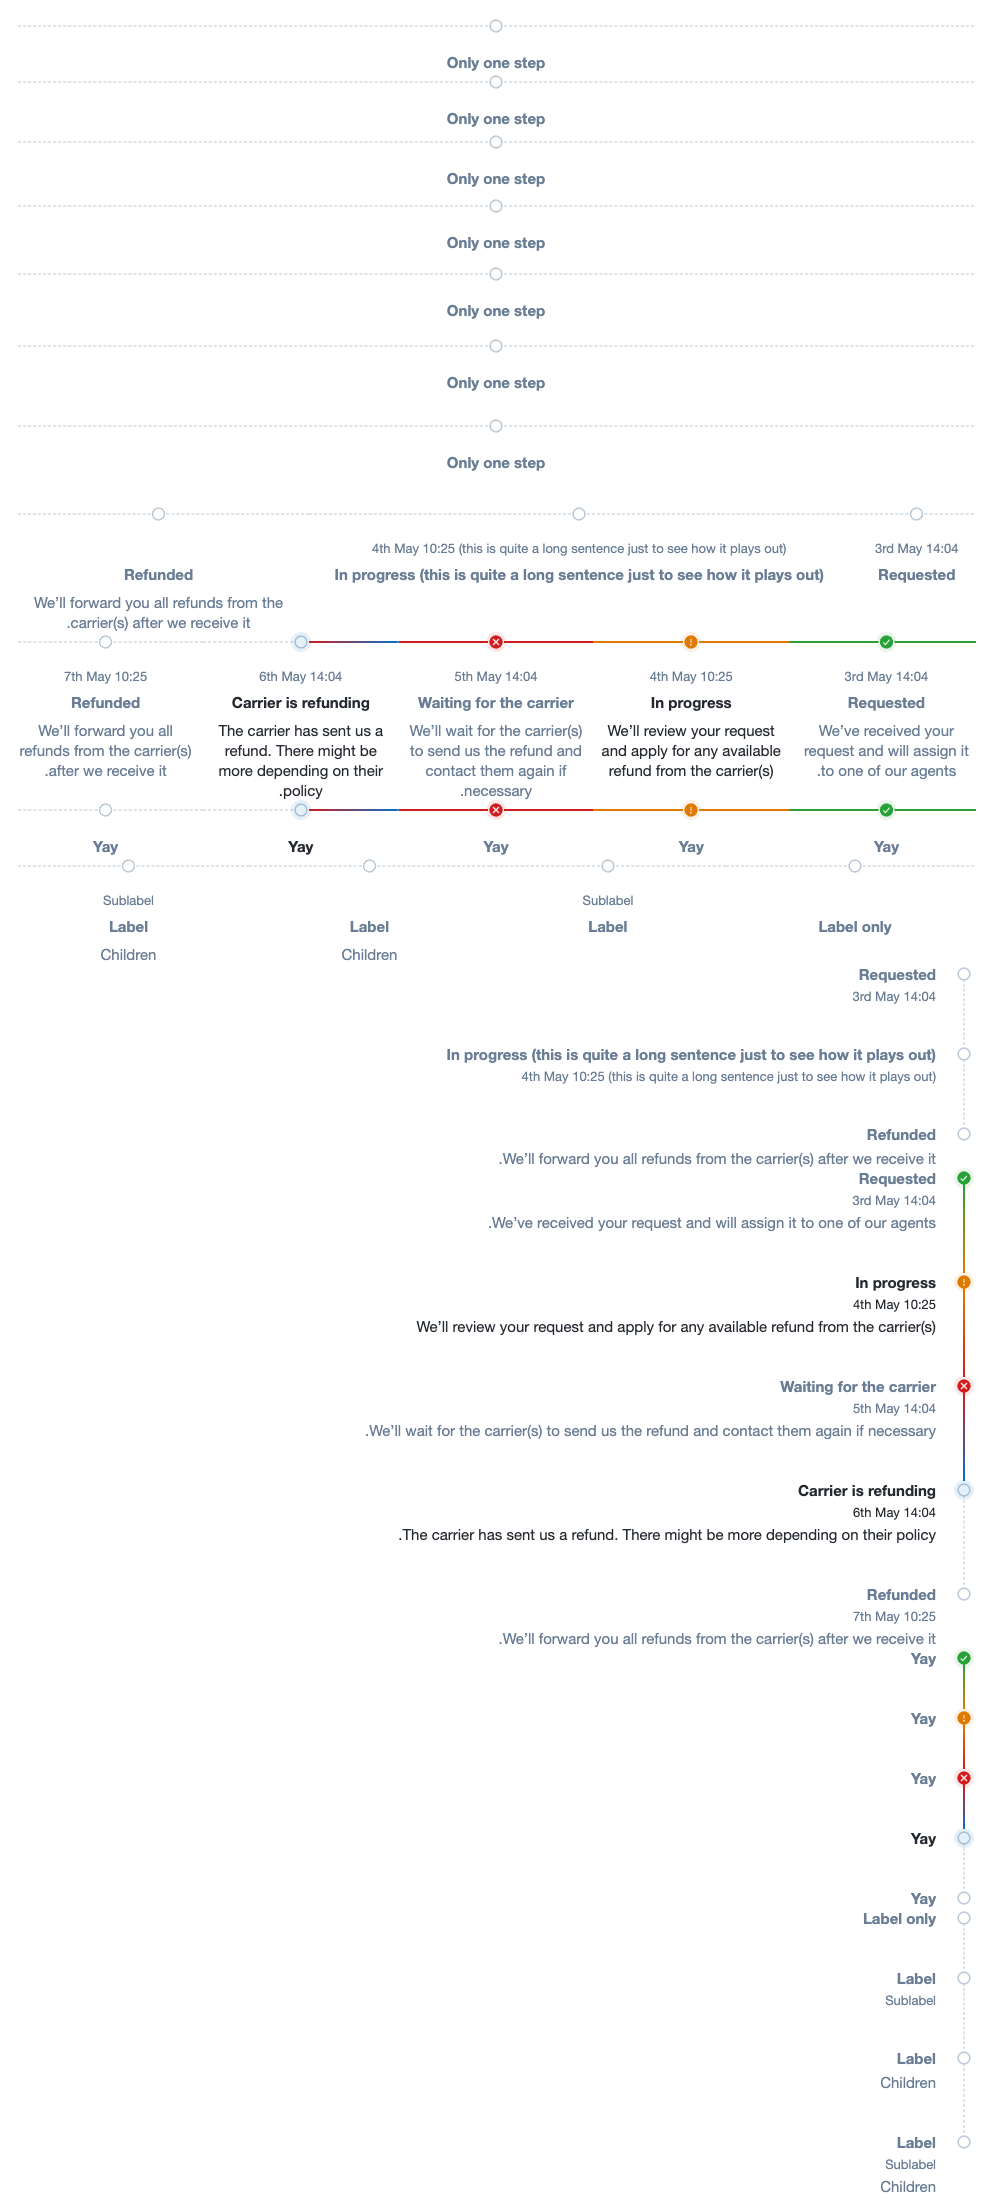 Only one step
Only one step
Only one step
Only one step
Only one step
Only one step
Only one step
Refunded
We’ll forward you all refunds from the
.carrier(s) after we receive it
4th May 10:25 (this is quite a long sentence just to see how it plays out)
In progress (this is quite a long sentence just to see how it plays out)
3rd May 14:04
Requested
7th May 10:25
Refunded
We’ll forward you all
refunds from the carrier(s)
.after we receive it
6th May 14:04
Carrier is refunding
The carrier has sent us a
refund. There might be
more depending on their
.policy
5th May 14:04
Waiting for the carrier
We’ll wait for the carrier(s)
to send us the refund and
contact them again if
.necessary
4th May 10:25
In progress
We’ll review your request
and apply for any available
refund from the carrier(s)
3rd May 14:04
Requested
We’ve received your
request and will assign it
.to one of our agents
Yay
Yay
Yay
Yay
Yay
Sublabel
Label
Children
Label
Children
Sublabel
Label
Label only
Requested
3rd May 14:04
In progress (this is quite a long sentence just to see how it plays out)
4th May 10:25 (this is quite a long sentence just to see how it plays out)
Refunded
.We’ll forward you all refunds from the carrier(s) after we receive it
Requested
3rd May 14:04
.We’ve received your request and will assign it to one of our agents
In progress
4th May 10:25
We’ll review your request and apply for any available refund from the carrier(s)
Waiting for the carrier
5th May 14:04
.We’ll wait for the carrier(s) to send us the refund and contact them again if necessary
Carrier is refunding
6th May 14:04
.The carrier has sent us a refund. There might be more depending on their policy
Refunded
7th May 10:25
.We’ll forward you all refunds from the carrier(s) after we receive it
Yay
Yay
Yay
Yay
Yay
Label only
Label
Sublabel
Label
Children
Label
Sublabel
Children